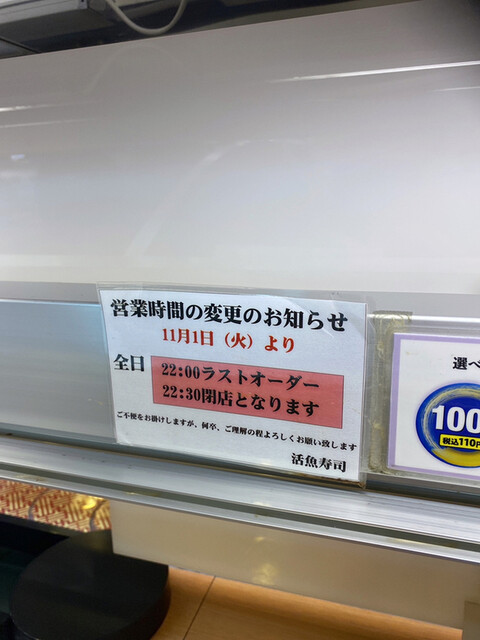 営業時間の変更のお知らせ
11月1日（火）より
全日
22:00ラストオーダー
22:30閉店となります
ご不便をお掛けしますが、何卒、ご理解の程よろしくお願い致します
活魚寿司
選べ
100
税込110円